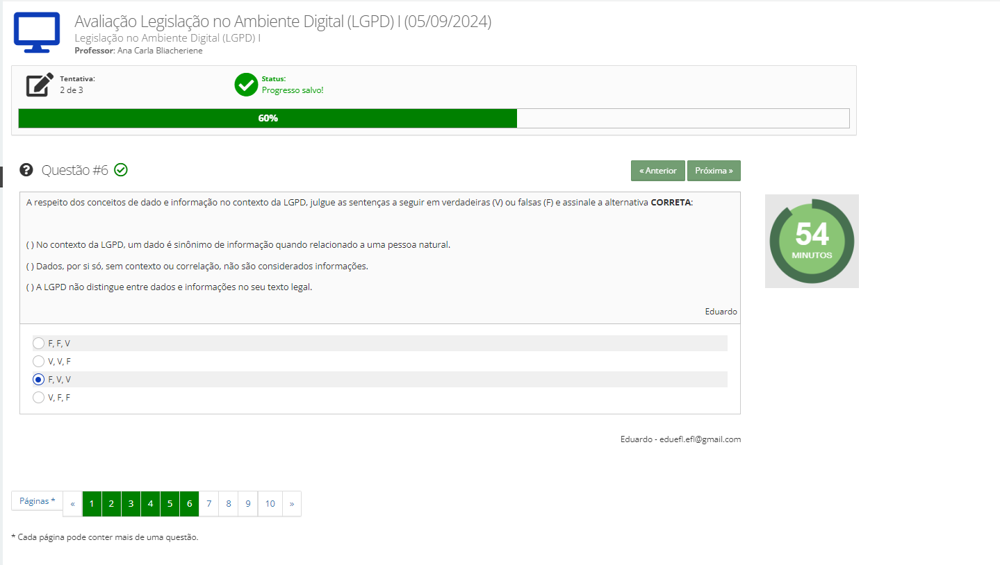 Avaliação Legislação no Ambiente Digital (LGPD) I (05/09/2024)
Legislação no Ambiente Digital (LGPD) I
Professor: Ana Carla Bliacheriene
Tentativa:
2 de 3
Status:
Progresso salvo!
60%
Questão #6
« Anterior
Próxima »
A respeito dos conceitos de dado e informação no contexto da LGPD, julgue as sentenças a seguir em verdadeiras (V) ou falsas (F) e assinale a alternativa CORRETA:
( ) No contexto da LGPD, um dado é sinônimo de informação quando relacionado a uma pessoa natural.
( ) Dados, por si só, sem contexto ou correlação, não são considerados informações.
( ) A LGPD não distingue entre dados e informações no seu texto legal.
Eduardo
54
MINUTOS
F, F, V
V, V, F
F, V, V
V, F, F
Eduardo - eduefl.efl@gmail.com
Páginas * « 1 2 3 4 5 6 7 8 9 10 »
* Cada página pode conter mais de uma questão.